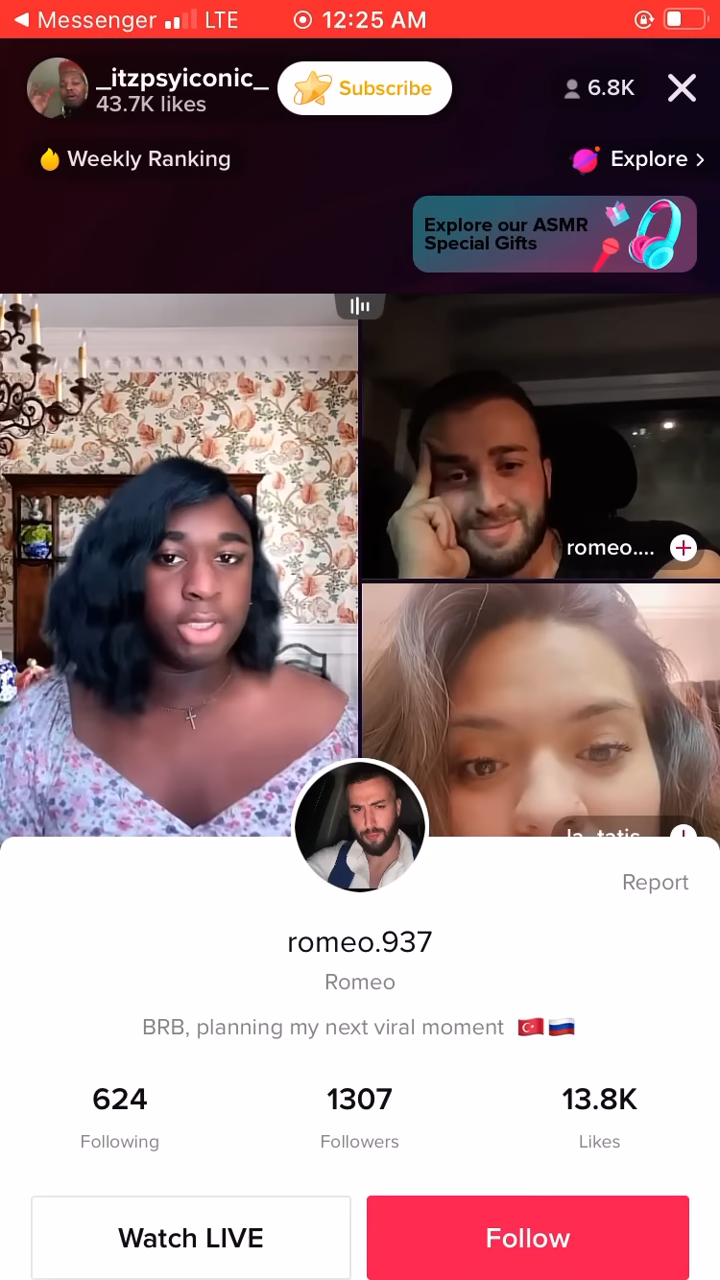 Messenger LTE 12:25 AM
_itzpsyiconic_
43.7K likes
Subscribe
6.8K
Weekly Ranking
Explore >
Explore our ASMR
Special Gifts
romeo....
la_tatis
Report
romeo.937
Romeo
BRB, planning my next viral moment 🇹🇷🇷🇺
624
Following
1307
Followers
13.8K
Likes
Watch LIVE
Follow